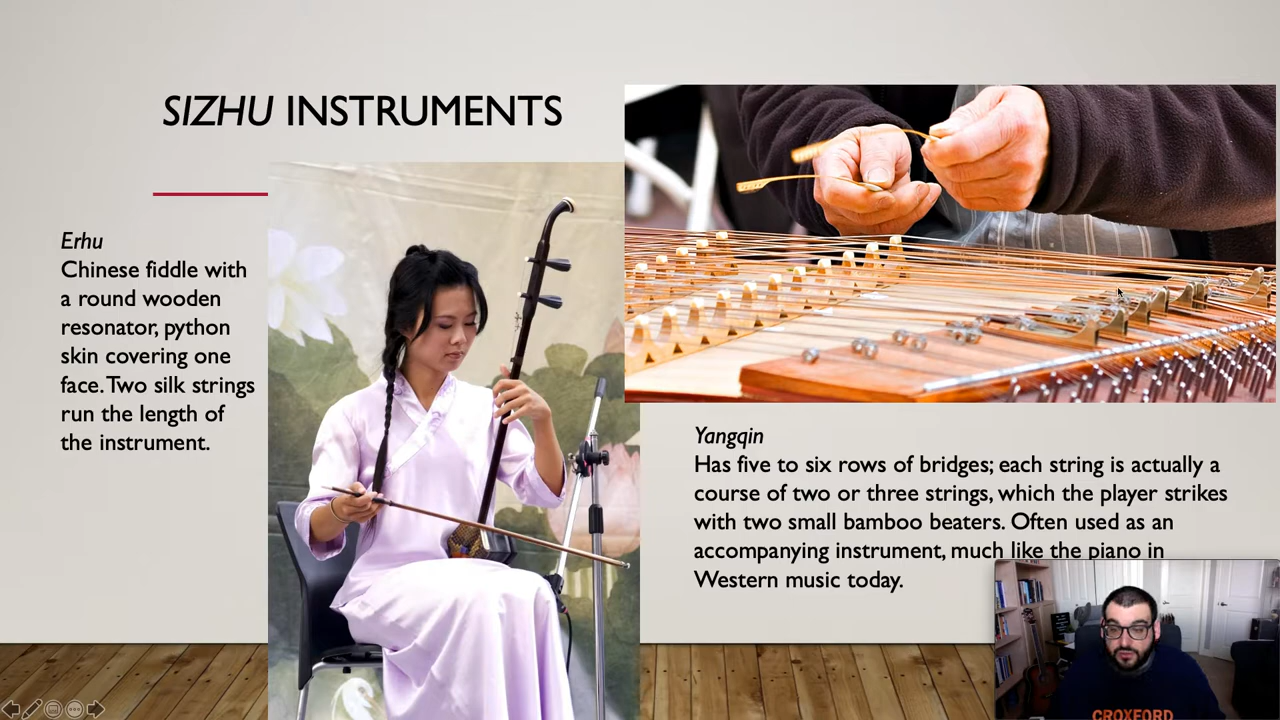 SIZHU INSTRUMENTS
Erhu
Chinese fiddle with
a round wooden
resonator, python
skin covering one
face. Two silk strings
run the length of
the instrument.
Yangqin
Has five to six rows of bridges; each string is actually a
course of two or three strings, which the player strikes
with two small bamboo beaters. Often used as an
accompanying instrument, much like the piano in
Western music today.
CROXFORD